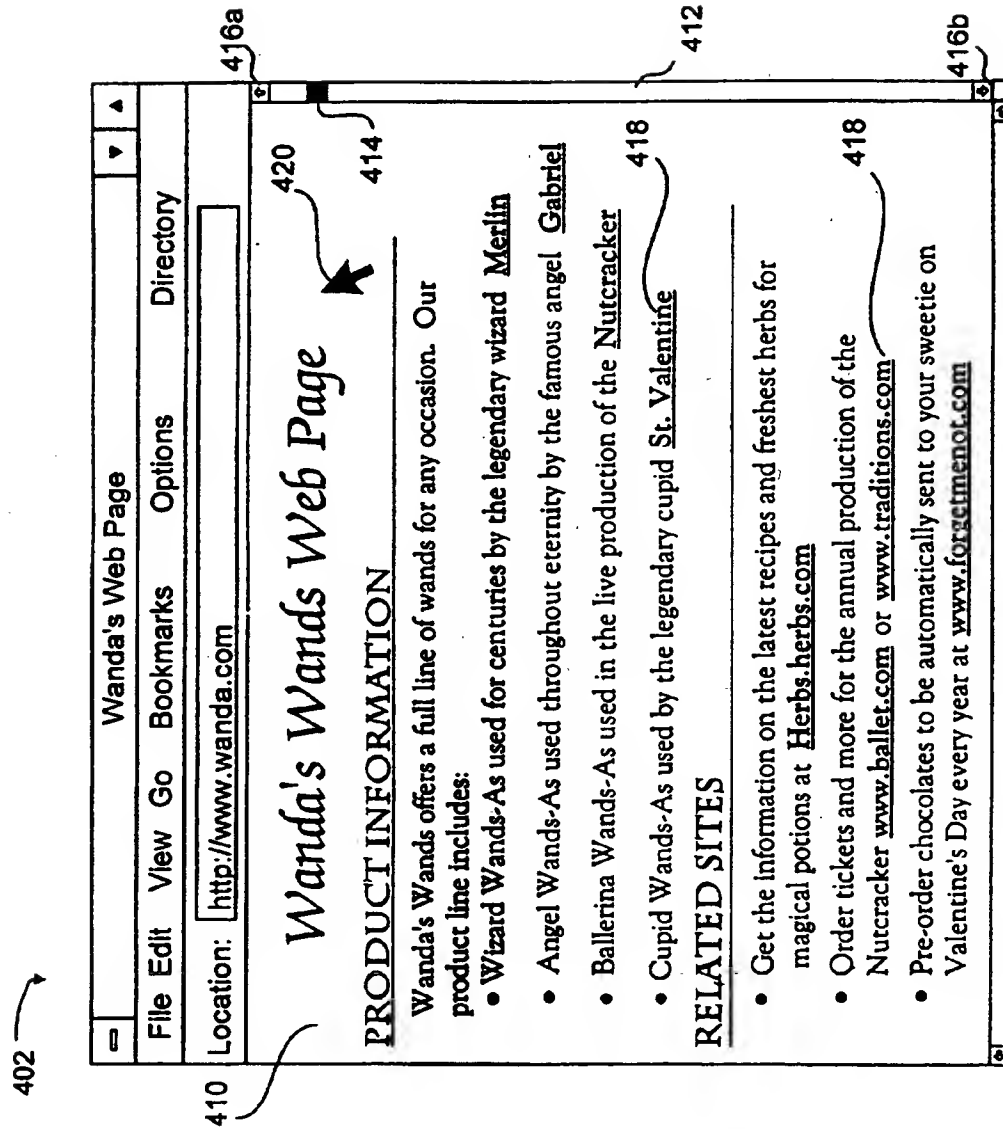 402
Wanda's Web Page
File Edit View Go Bookmarks Options Directory
Location: http://www.wanda.com
410
416a
Wanda's Wands Web Page
420
414
PRODUCT INFORMATION
Wanda's Wands offers a full line of wands for any occasion. Our
product line includes:
• Wizard Wands-As used for centuries by the legendary wizard Merlin
• Angel Wands-As used throughout eternity by the famous angel Gabriel
• Ballerina Wands-As used in the live production of the Nutcracker
• Cupid Wands-As used by the legendary cupid St. Valentine
418
412
RELATED SITES
• Get the information on the latest recipes and freshest herbs for
magical potions at Herbs.herbs.com
• Order tickets and more for the annual production of the
Nutcracker www.ballet.com or www.traditions.com
418
• Pre-order chocolates to be automatically sent to your sweetie on
Valentine's Day every year at www.forgetmenot.com
416b